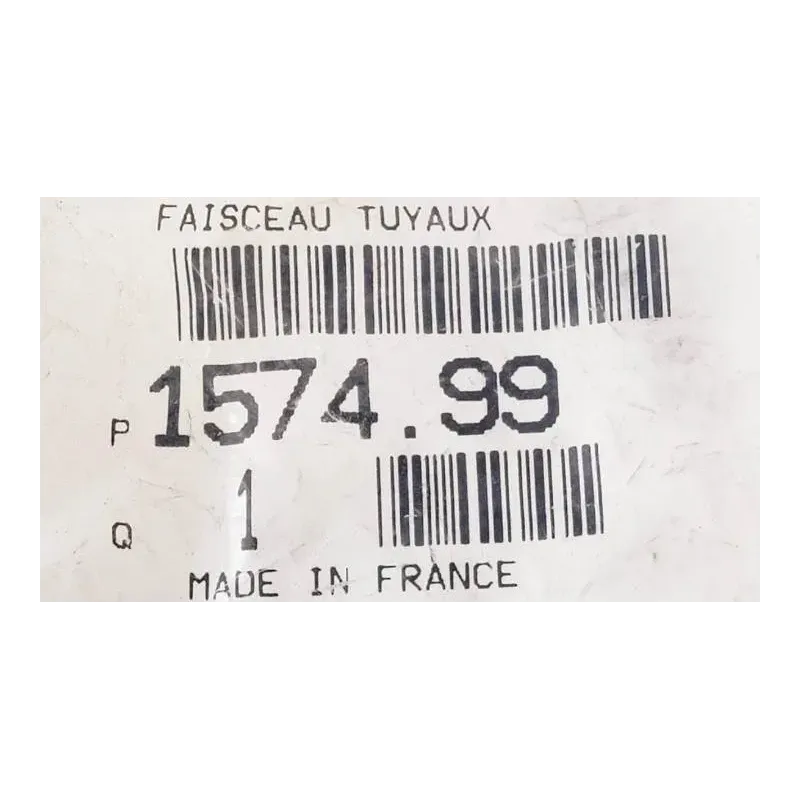 FAISCEAU TUYAUX
P 1574.99
Q 1
MADE IN FRANCE